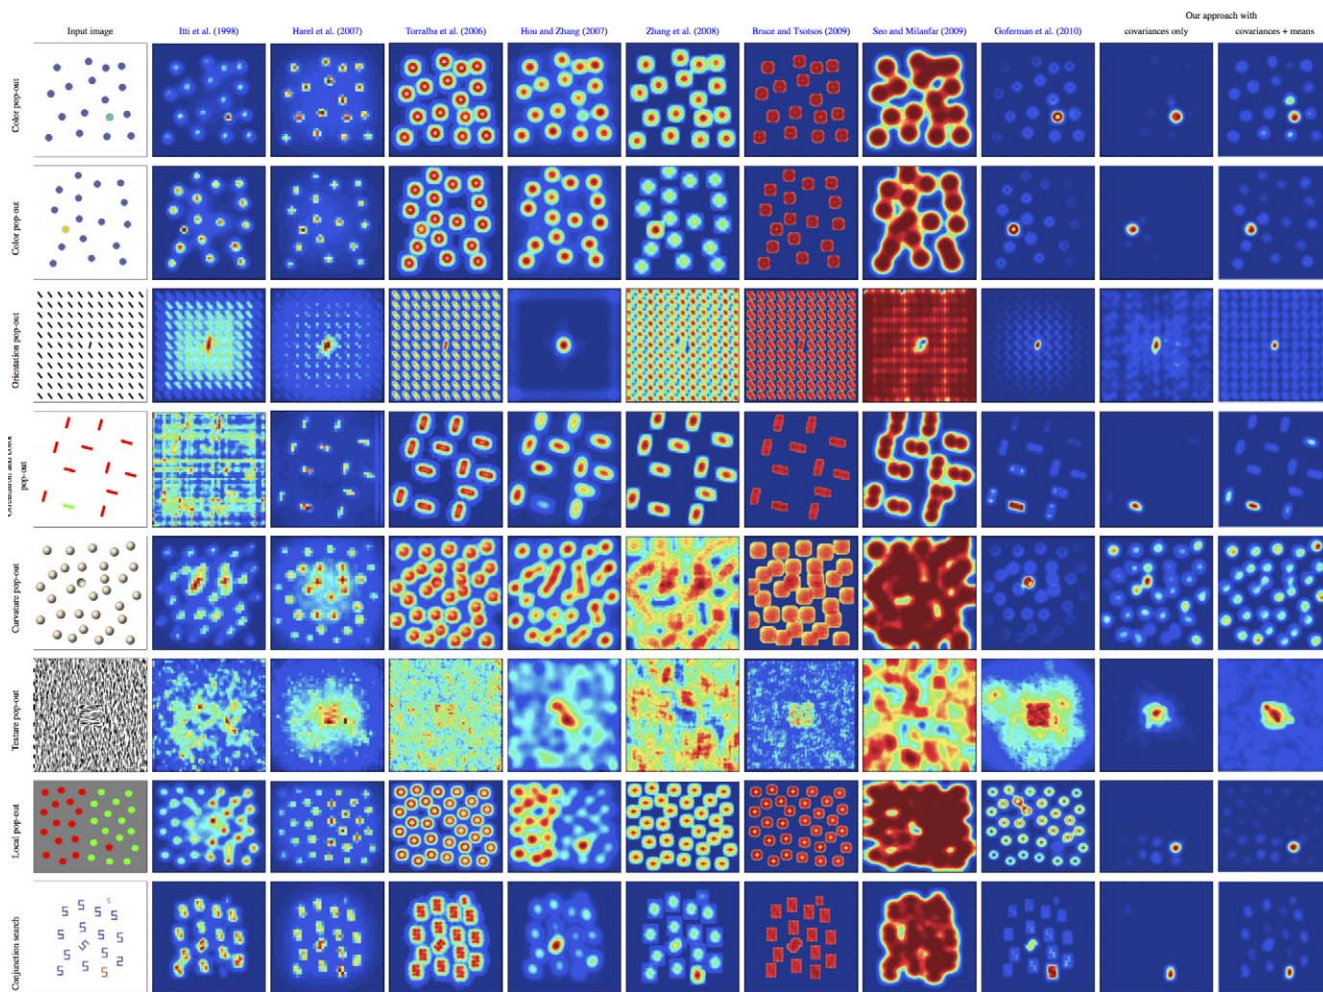 Our approach with
Input image Itti et al. (1998) Harel et al. (2007) Torralba et al. (2006) Hou and Zhang (2007) Zhang et al. (2008) Bruce and Tsotsos (2009) Seo and Milanfar (2009) Goferman et al. (2010) covariances only covariances + means
Color pop-out
Color pop-out
Orientation pop-out
pop-out
Curvature pop-out
Texture pop-out
Local pop-out
Conjunction search